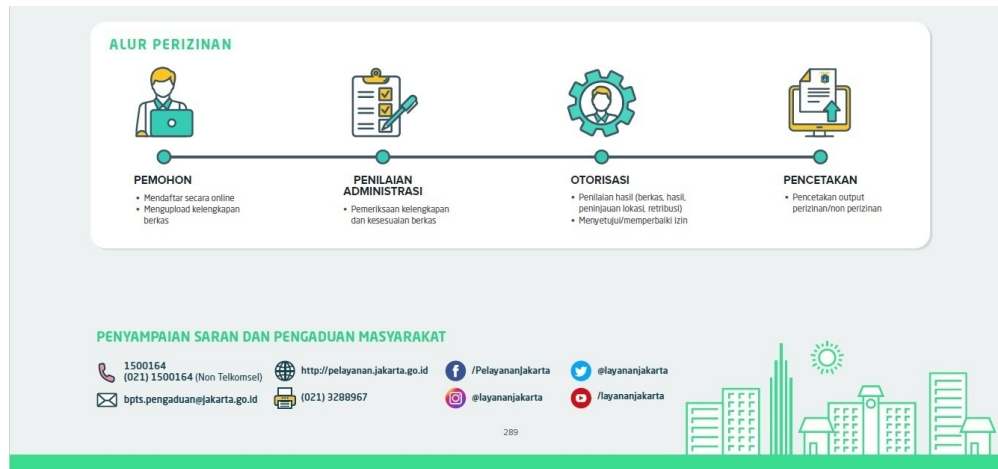 ALUR PERIZINAN
PEMOHON
• Mendaftar secara online
• Mengupload kelengkapan
berkas
PENILAIAN
ADMINISTRASI
• Pemeriksaan kelengkapan
dan kesesuaian berkas
OTORISASI
• Penilaian hasil (berkas, hasil,
peninjauan lokasi, retribusi)
• Menyetujui/memperbaiki izin
PENCETAKAN
• Pencetakan output
perizinan/non perizinan
PENYAMPAIAN SARAN DAN PENGADUAN MASYARAKAT
1500164
(021) 1500164 (Non Telkomsel)
bpts.pengaduan@jakarta.go.id
http://pelayanan.jakarta.go.id
(021) 3288967
/PelayananJakarta
@layananjakarta
@layananjakarta
/layananjakarta
289